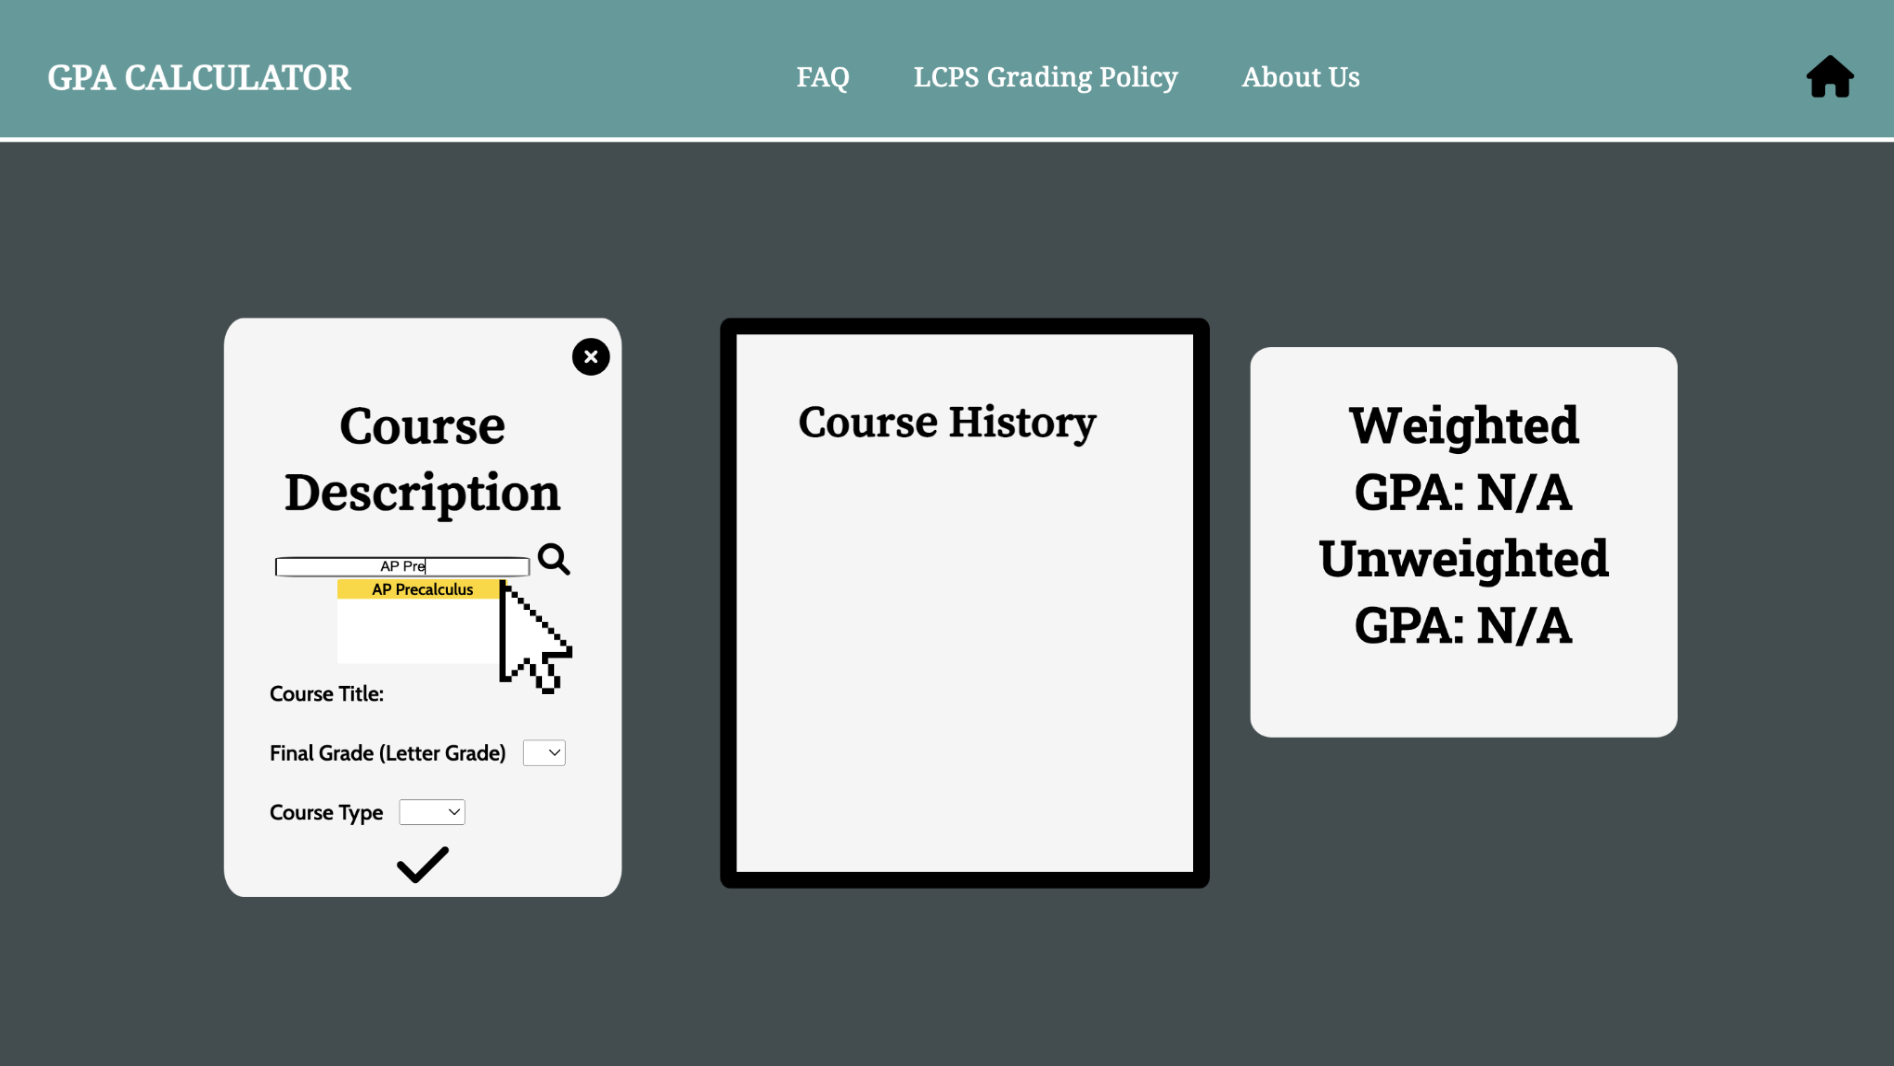 GPA CALCULATOR
FAQ
LCPS Grading Policy
About Us
Course
Description
AP Pre
AP Precalculus
Course Title:
Final Grade (Letter Grade)
Course Type
Course History
Weighted
GPA: N/A
Unweighted
GPA: N/A